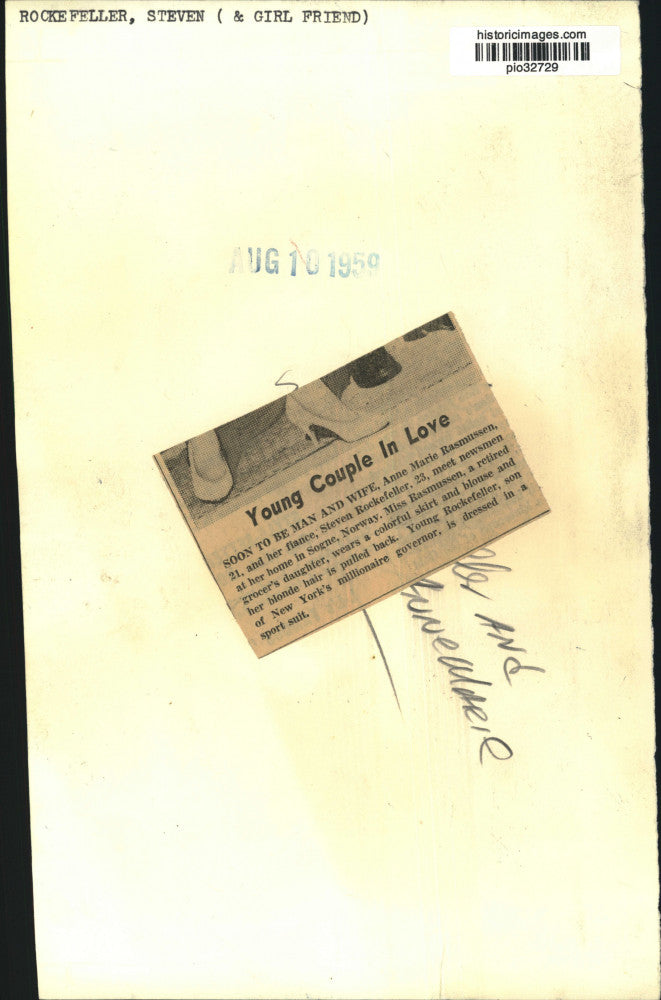 ROCKEFELLER, STEVEN ( & GIRL FRIEND)
historicimages.com
pio32729
AUG 10 1959
Young Couple In Love
SOON TO BE MAN AND WIFE, Anne Marie Rasmussen,
21, and her fiance, Steven Rockefeller, 23, meet newsmen
at her home in Sogne, Norway. Miss Rasmussen, a retired
grocer's daughter, wears a colorful skirt and blouse and
her blonde hair is pulled back. Young Rockefeller, son
of New York's millionaire governor, is dressed in a
sport suit.
AND